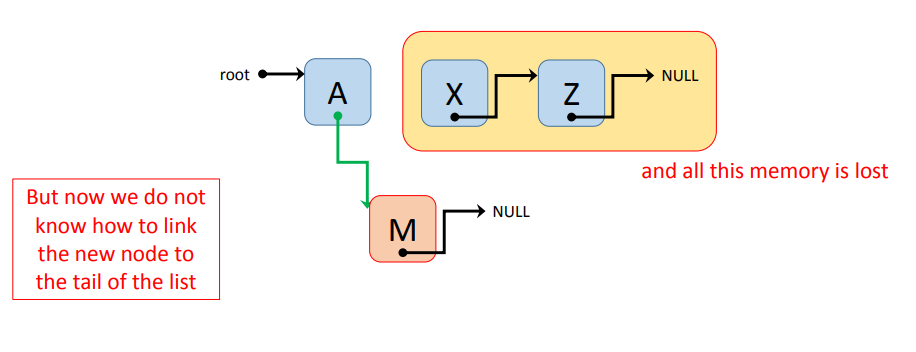 root
A
X
Z
NULL
and all this memory is lost
But now we do not
know how to link
the new node to
the tail of the list
M
NULL